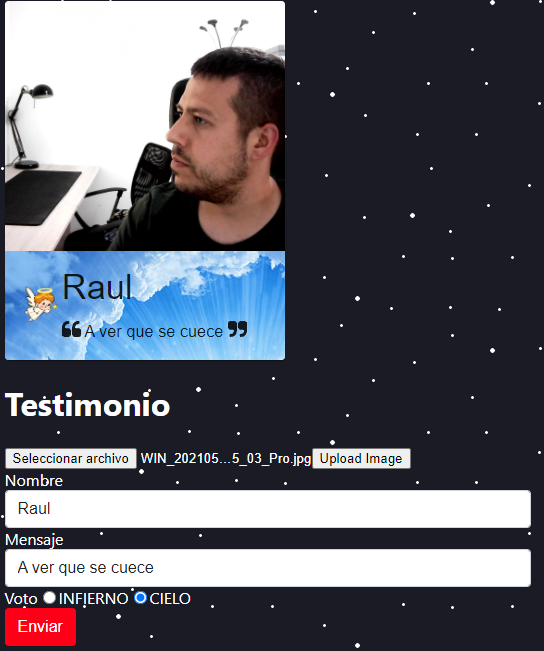 Raul
❝ A ver que se cuece ❞
Testimonio
Seleccionar archivo WIN_202105...5_03_Pro.jpg Upload Image
Nombre
Raul
Mensaje
A ver que se cuece
Voto INFIERNO CIELO
Enviar